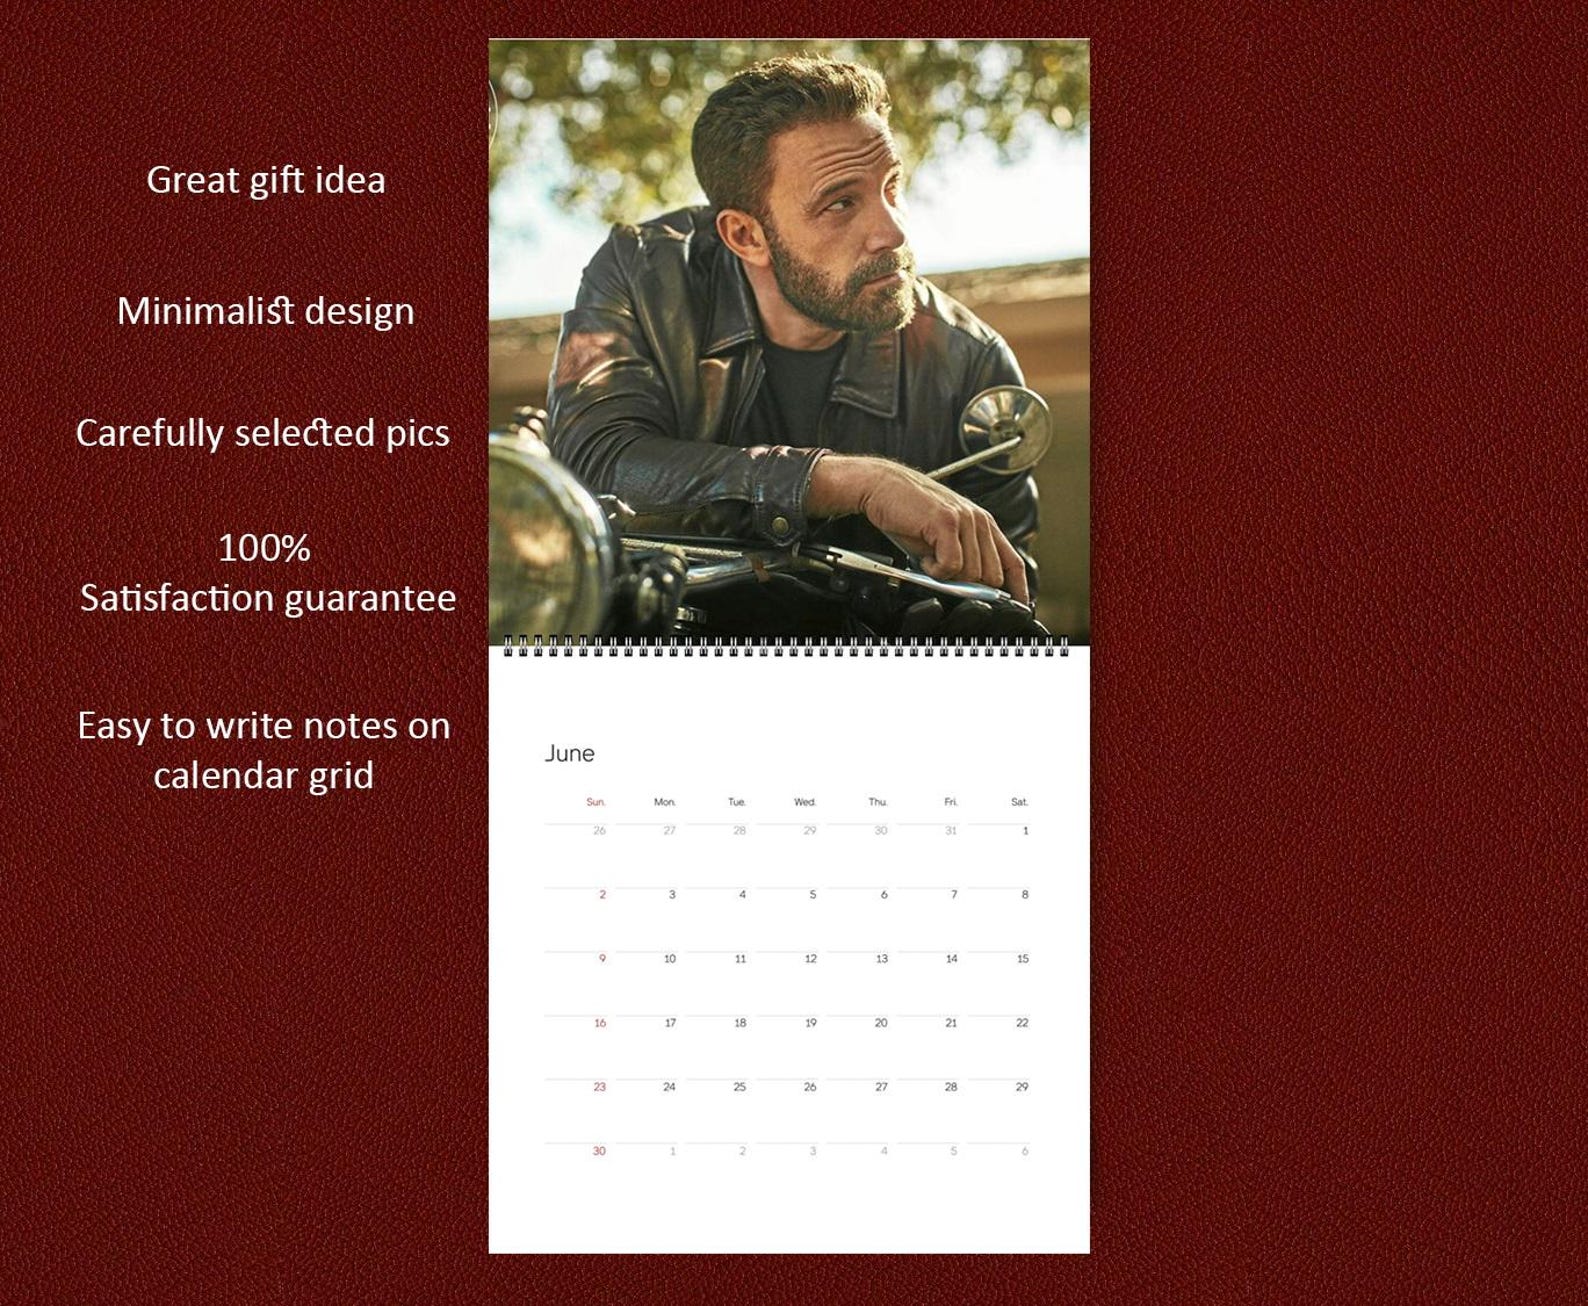 Great gift idea
Minimalist design
Carefully selected pics
100%
Satisfaction guarantee
Easy to write notes on
calendar grid
June
Sun. Mon. Tue. Wed. Thu. Fri. Sat.
26 27 28 29 30 31 1
2 3 4 5 6 7 8
9 10 11 12 13 14 15
16 17 18 19 20 21 22
23 24 25 26 27 28 29
30 1 2 3 4 5 6